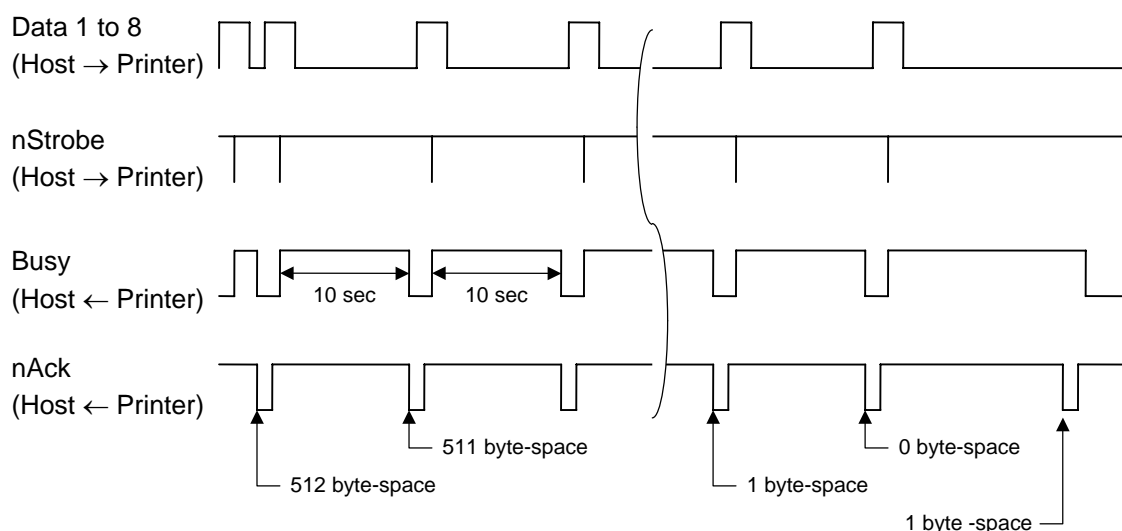 Data 1 to 8
(Host → Printer)
nStrobe
(Host → Printer)
Busy
(Host ← Printer)
10 sec
10 sec
nAck
(Host ← Printer)
511 byte-space
0 byte-space
512 byte-space
1 byte-space
1 byte -space